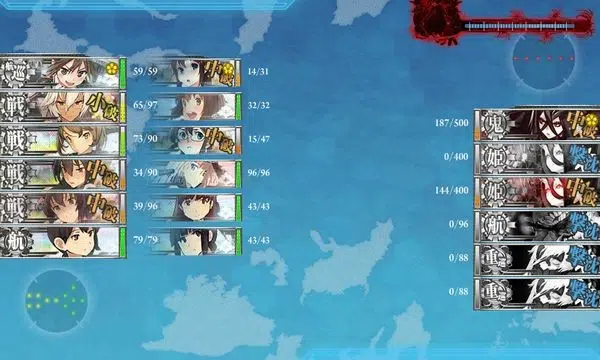 航巡 59/59 中破 14/31
戦 小破 65/97 32/32
戦 73/90 中破 15/47
戦 中破 34/90 96/96
戦 中破 39/96 43/43
航 79/79 43/43
187/500 鬼 中破
0/400 姫 撃沈
144/400 姫 中破
0/96 航 撃沈
0/88 重 撃沈
0/88 重 撃沈